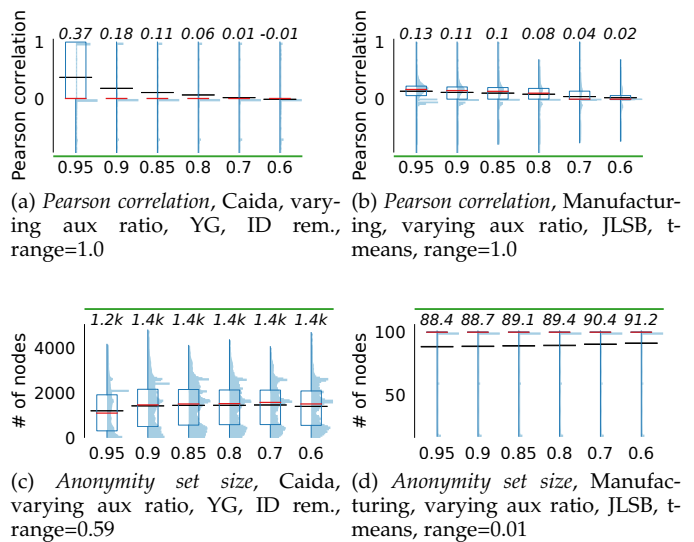 0.37 0.18 0.11 0.06 0.01 -0.01
1
0
Pearson correlation
0.95 0.9 0.85 0.8 0.7 0.6
(a) Pearson correlation, Caida, vary-
ing aux ratio, YG, ID rem.,
range=1.0
0.13 0.11 0.1 0.08 0.04 0.02
1
0
Pearson correlation
0.95 0.9 0.85 0.8 0.7 0.6
(b) Pearson correlation, Manufactur-
ing, varying aux ratio, JLSB, t-
means, range=1.0
1.2k 1.4k 1.4k 1.4k 1.4k 1.4k
4000
2000
0
# of nodes
0.95 0.9 0.85 0.8 0.7 0.6
(c) Anonymity set size, Caida,
varying aux ratio, YG, ID rem.,
range=0.59
88.4 88.7 89.1 89.4 90.4 91.2
100
50
# of nodes
0.95 0.9 0.85 0.8 0.7 0.6
(d) Anonymity set size, Manufac-
turing, varying aux ratio, JLSB, t-
means, range=0.01